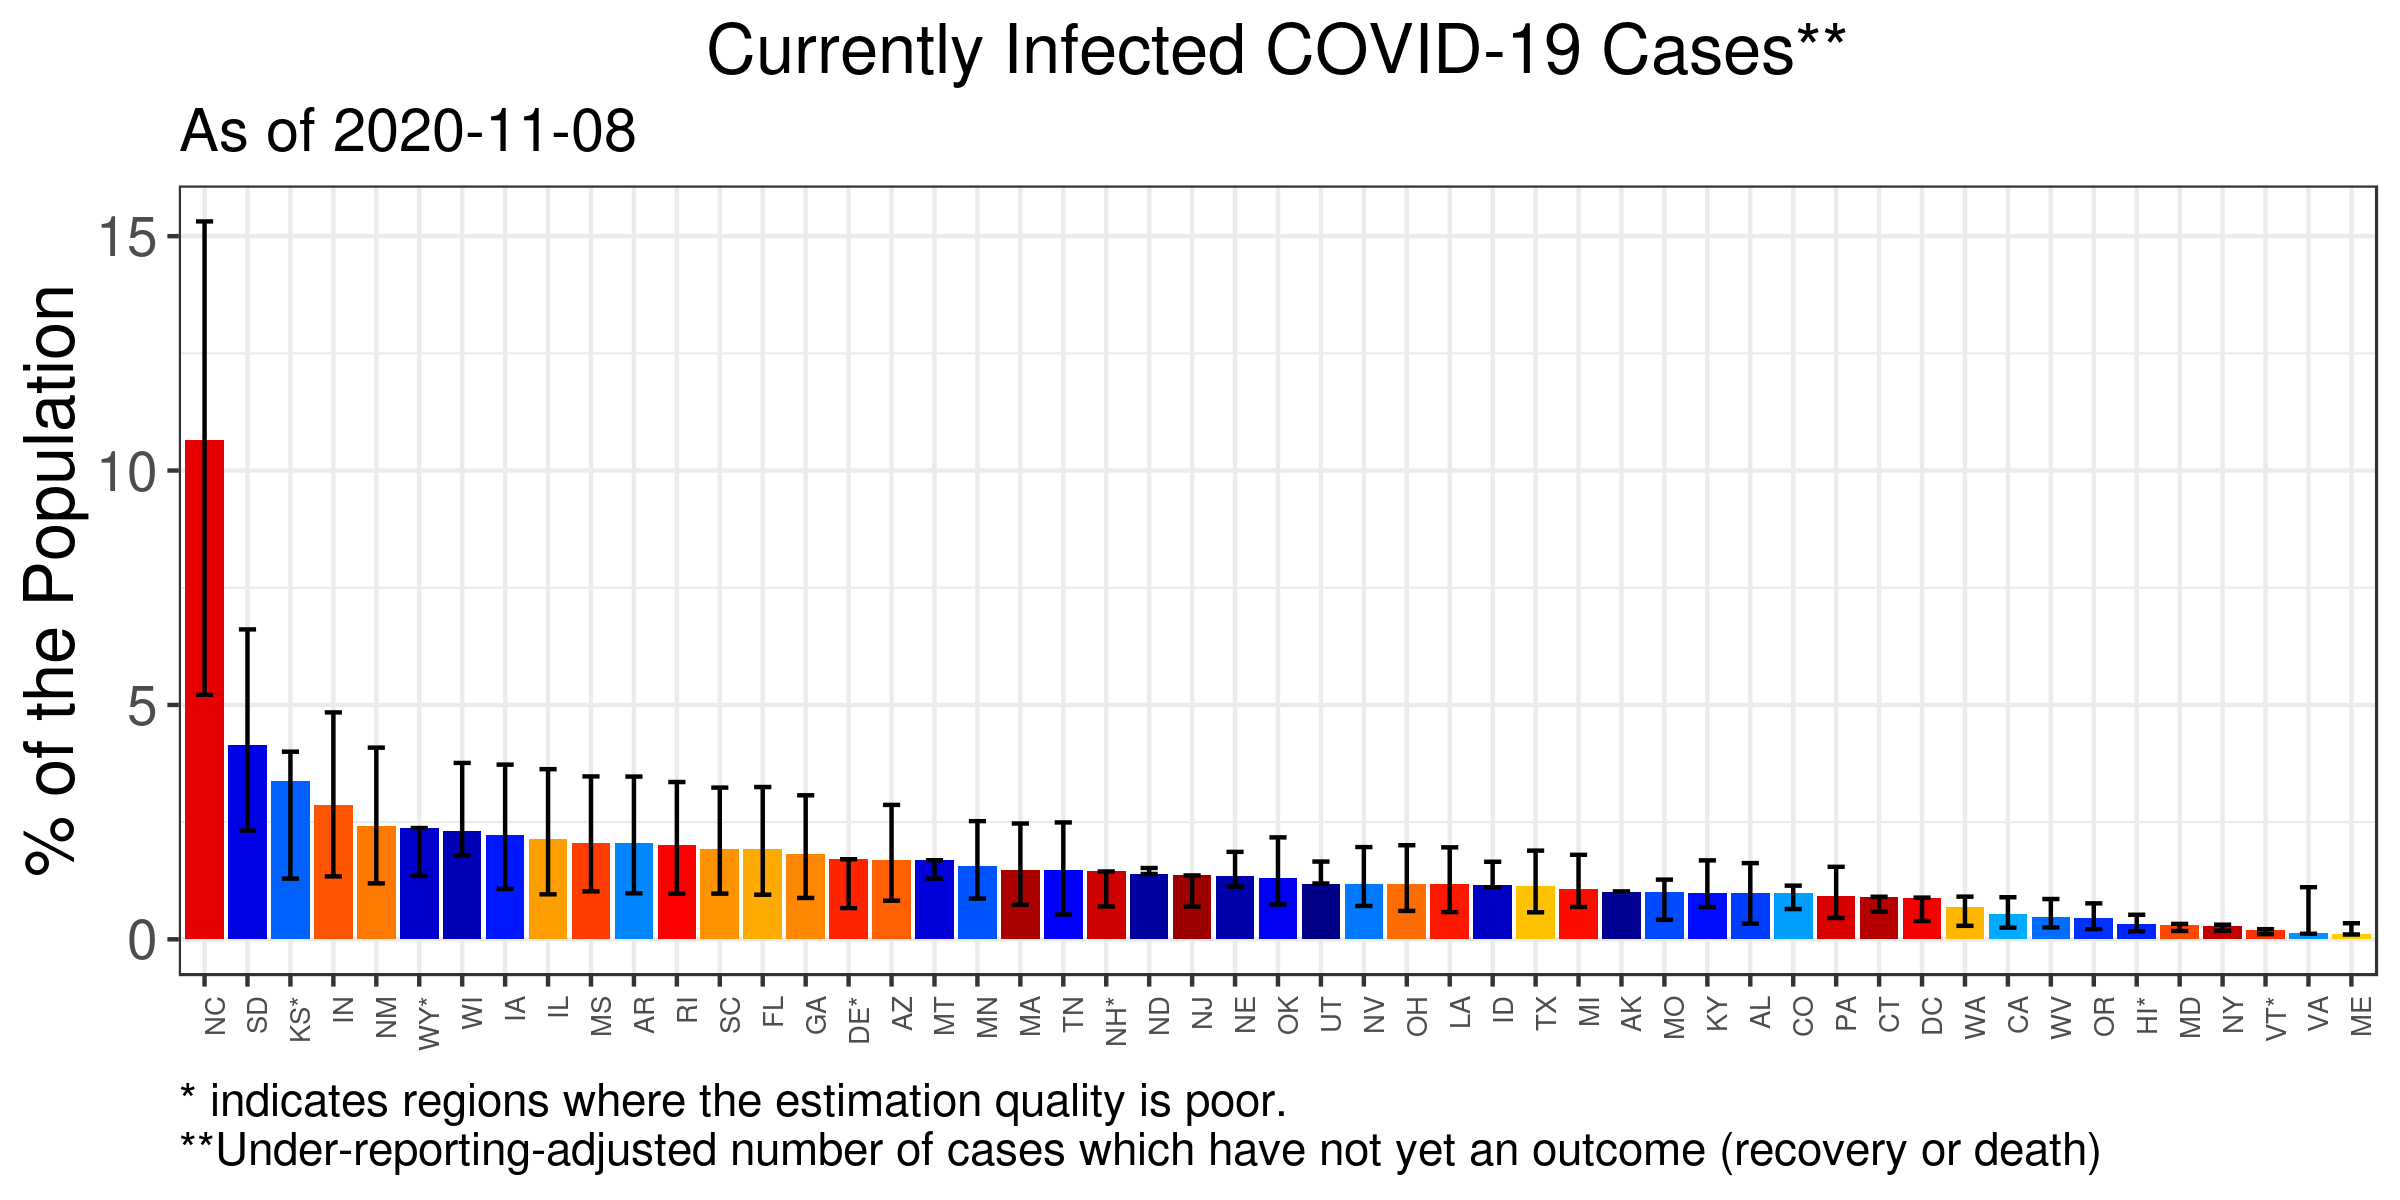 Currently Infected COVID-19 Cases**
As of 2020-11-08
% of the Population
15
10
5
0
NC SD KS* IN NM WY* WI IA IL MS AR RI SC FL GA DE* AZ MT MN MA TN NH* ND NJ NE OK UT NV OH LA ID TX MI AK MO KY AL CO PA CT DC WA CA WV OR HI* MD NY VT* VA ME
* indicates regions where the estimation quality is poor.
**Under-reporting-adjusted number of cases which have not yet an outcome (recovery or death)